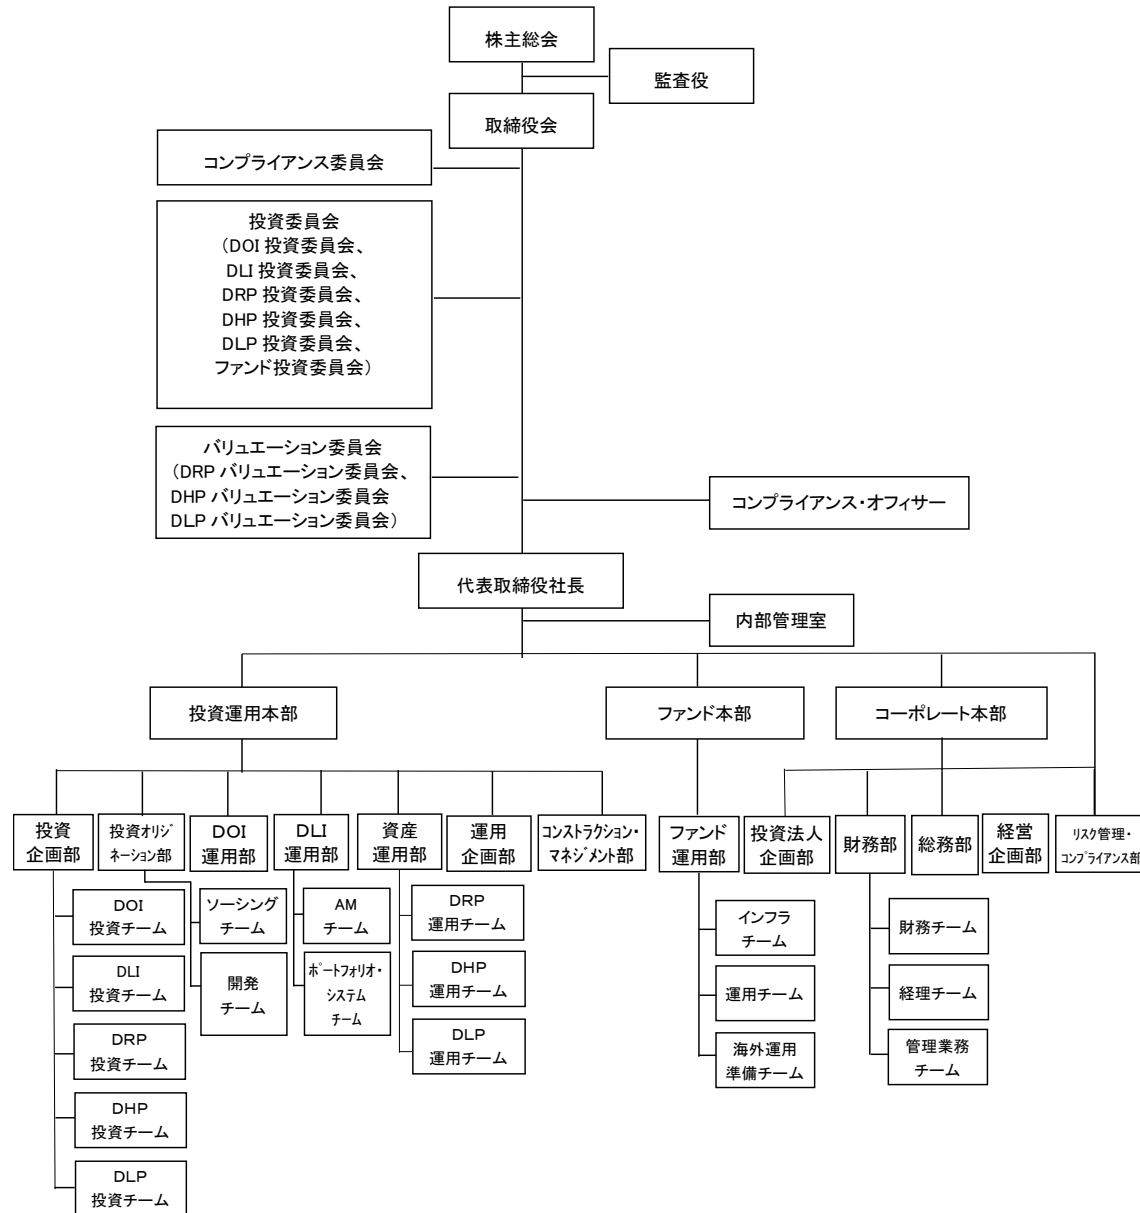 株主総会
監査役
取締役会
コンプライアンス委員会
投資委員会
(DOI 投資委員会、
DLI 投資委員会、
DRP 投資委員会、
DHP 投資委員会、
DLP 投資委員会、
ファンド投資委員会)
バリュエーション委員会
(DRP バリュエーション委員会、
DHP バリュエーション委員会
DLP バリュエーション委員会)
コンプライアンス・オフィサー
代表取締役社長
内部管理室
投資運用本部
ファンド本部
コーポレート本部
投資
企画部
投資オリジ
ネーション部
DOI
運用部
DLI
運用部
資産
運用部
運用
企画部
コンストラクション・
マネジメント部
ファンド
運用部
投資法人
企画部
財務部
総務部
経営
企画部
リスク管理・
コンプライアンス部
DOI
投資チーム
DLI
投資チーム
DRP
投資チーム
DHP
投資チーム
DLP
投資チーム
ソーシング
チーム
開発
チーム
AM
チーム
ポートフォリオ・
システム
チーム
DRP
運用チーム
DHP
運用チーム
DLP
運用チーム
インフラ
チーム
運用チーム
海外運用
準備チーム
財務チーム
経理チーム
管理業務
チーム